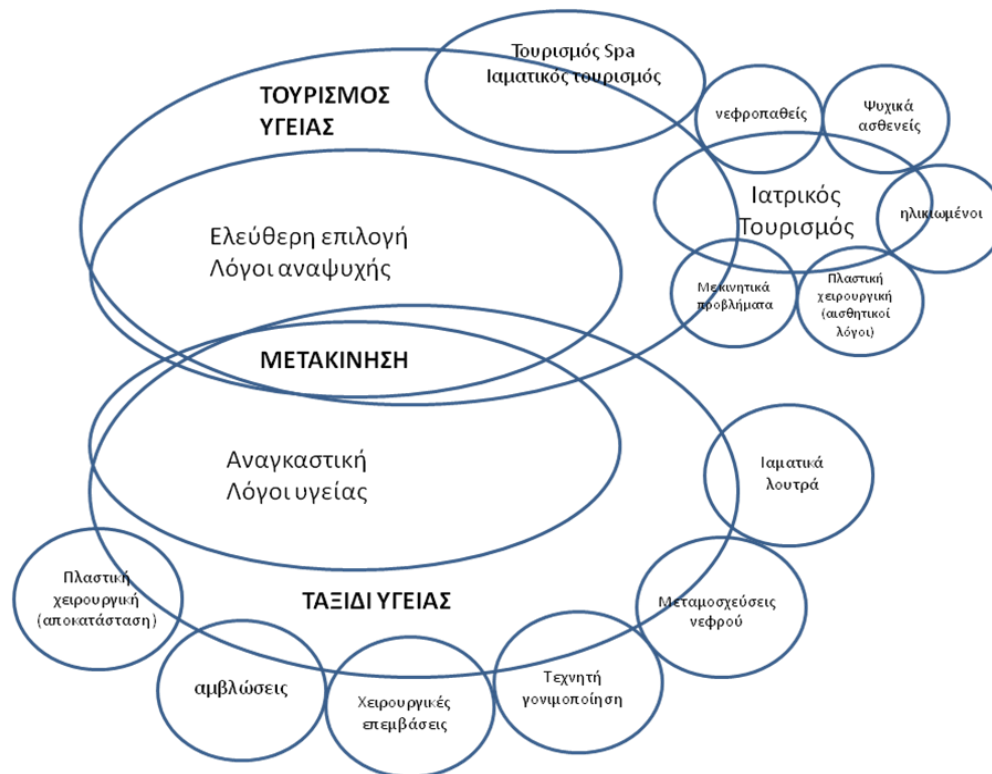 Τουρισμός Spa
Ιαματικός τουρισμός
ΤΟΥΡΙΣΜΟΣ
ΥΓΕΙΑΣ
νεφροπαθείς
Ψυχικά
ασθενείς
Ιατρικός
Τουρισμός
ηλικιωμένοι
Ελεύθερη επιλογή
Λόγοι αναψυχής
Με κινητικά
προβλήματα
Πλαστική
χειρουργική
(αισθητικοί
λόγοι)
ΜΕΤΑΚΙΝΗΣΗ
Αναγκαστική
Λόγοι υγείας
Ιαματικά
λουτρά
Πλαστική
χειρουργική
(αποκατάσταση)
ΤΑΞΙΔΙ ΥΓΕΙΑΣ
Μεταμοσχεύσεις
νεφρού
αμβλώσεις
Χειρουργικές
επεμβάσεις
Τεχνητή
γονιμοποίηση